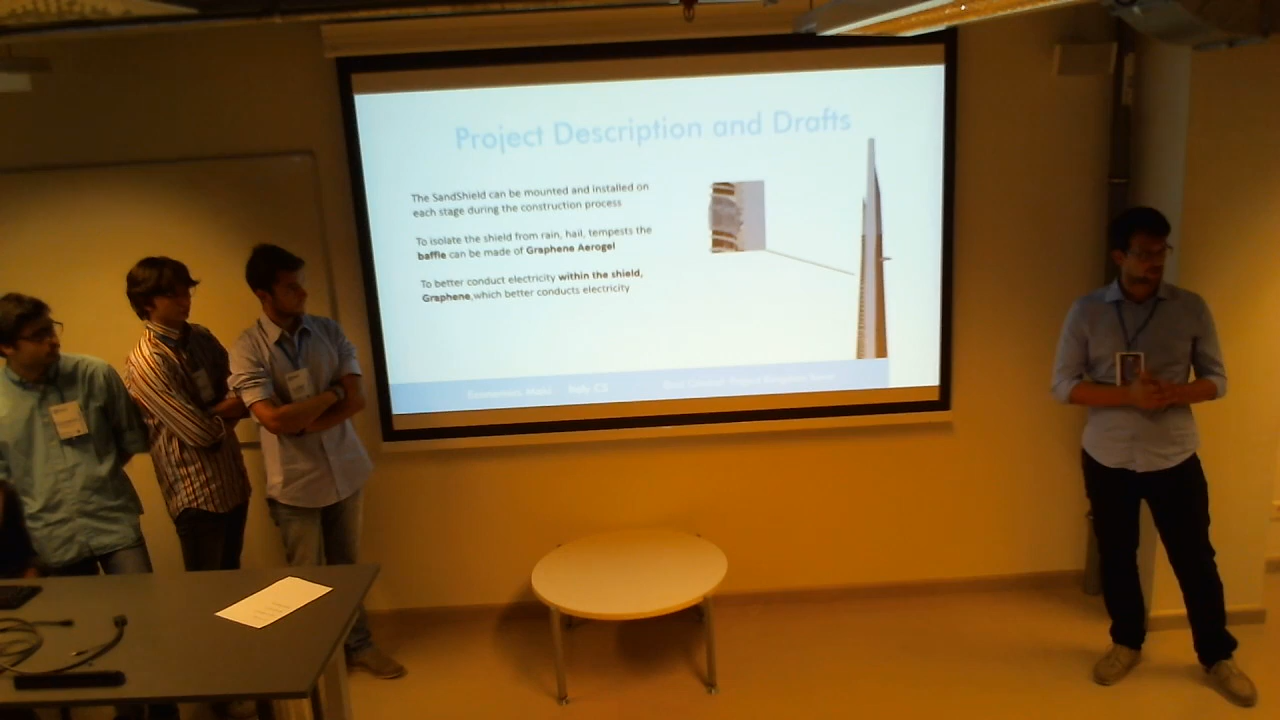 Project Description and Drafts
The SandShield can be mounted and installed on
each stage during the construction process
To isolate the shield from rain, hail, tempests the
baffle can be made of Graphene Aerogel
To better conduct electricity within the shield,
Graphene,which better conducts electricity
Italy C5